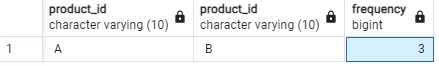 product_id product_id frequency
character varying (10) character varying (10) bigint
1 A B 3